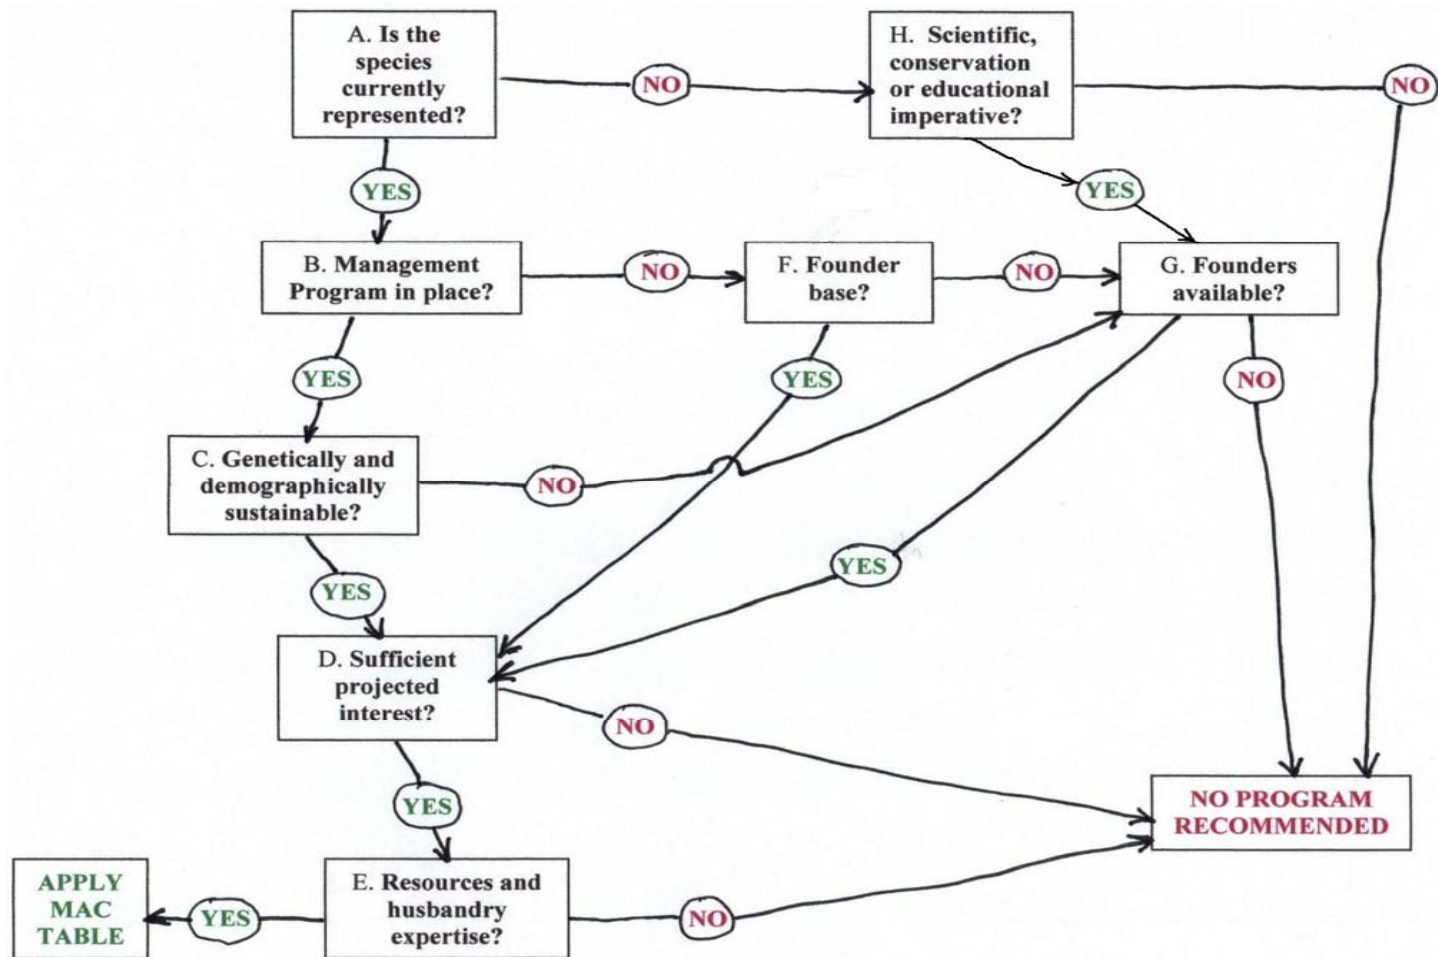 A. Is the
species
currently
represented?
NO
H. Scientific,
conservation
or educational
imperative?
NO
YES
YES
B. Management
Program in place?
NO
F. Founder
base?
NO
G. Founders
available?
YES
YES
NO
C. Genetically and
demographically
sustainable?
NO
YES
YES
D. Sufficient
projected
interest?
NO
YES
NO PROGRAM
RECOMMENDED
APPLY
MAC
TABLE
YES
E. Resources and
husbandry
expertise?
NO